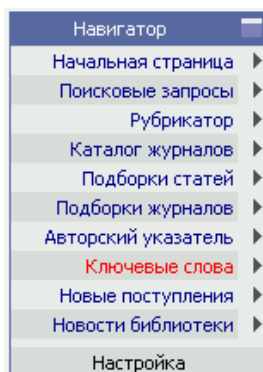 Навигатор
Начальная страница
Поисковые запросы
Рубрикатор
Каталог журналов
Подборки статей
Подборки журналов
Авторский указатель
Ключевые слова
Новые поступления
Новости библиотеки
Настройка